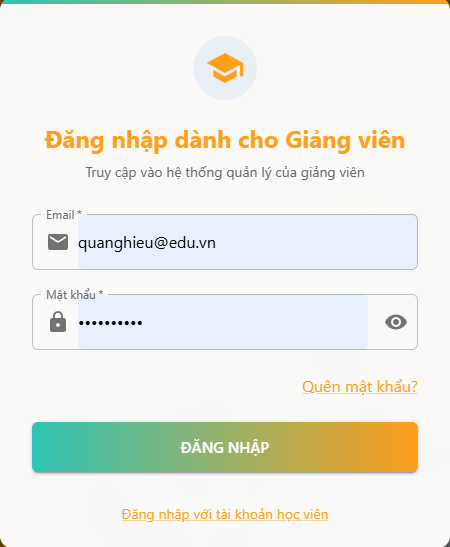 Đăng nhập dành cho Giảng viên
Truy cập vào hệ thống quản lý của giảng viên
Email *
quanghieu@edu.vn
Mật khẩu *
••••••••••
Quên mật khẩu?
ĐĂNG NHẬP
Đăng nhập với tài khoản học viên